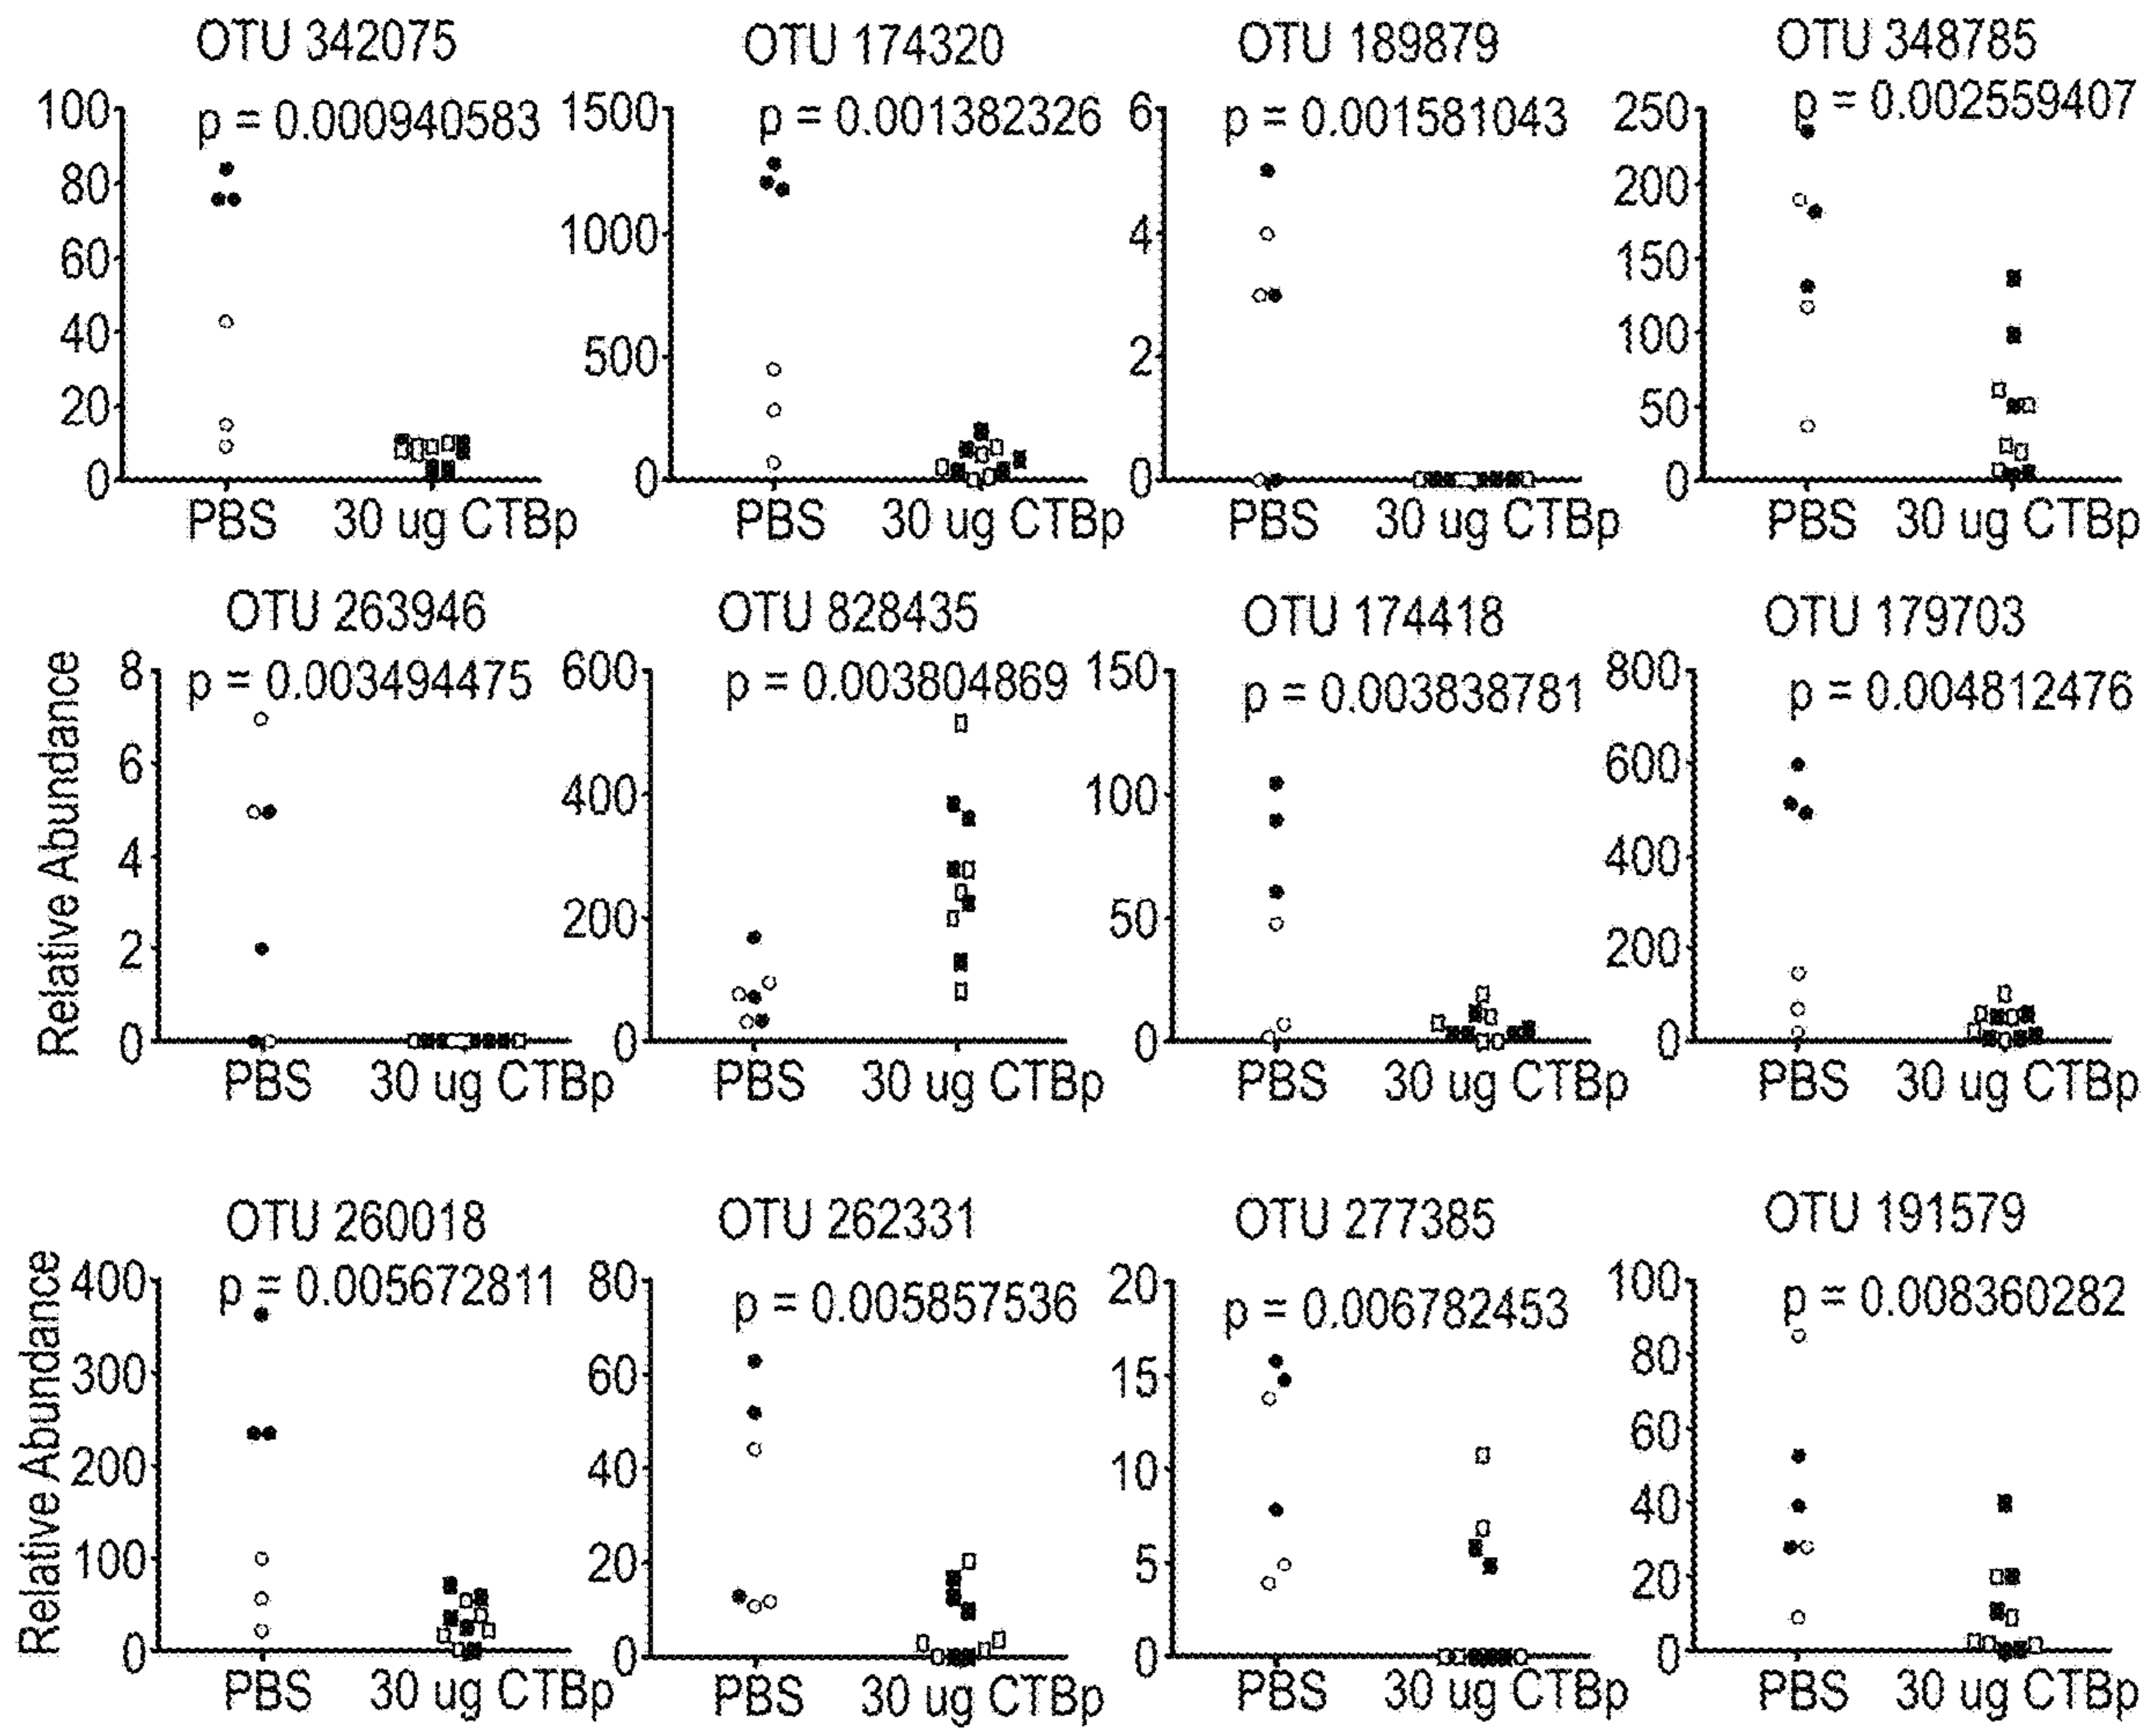 OTU 342075
p = 0.000940583
100
80
60
40
20
0
PBS 30 ug CTBp
OTU 174320
p = 0.001382326
1500
1000
500
0
PBS 30 ug CTBp
OTU 189879
p = 0.001581043
6
4
2
0
PBS 30 ug CTBp
OTU 348785
p = 0.002559407
250
200
150
100
50
0
PBS 30 ug CTBp
Relative Abundance
OTU 263946
p = 0.003494475
8
6
4
2
0
PBS 30 ug CTBp
OTU 828435
p = 0.003804869
600
400
200
0
PBS 30 ug CTBp
OTU 174418
p = 0.003838781
150
100
50
0
PBS 30 ug CTBp
OTU 179703
p = 0.004812476
800
600
400
200
0
PBS 30 ug CTBp
Relative Abundance
OTU 260018
p = 0.005672811
400
300
200
100
0
PBS 30 ug CTBp
OTU 262331
p = 0.005857536
80
60
40
20
0
PBS 30 ug CTBp
OTU 277385
p = 0.006782453
20
15
10
5
0
PBS 30 ug CTBp
OTU 191579
p = 0.008360282
100
80
60
40
20
0
PBS 30 ug CTBp